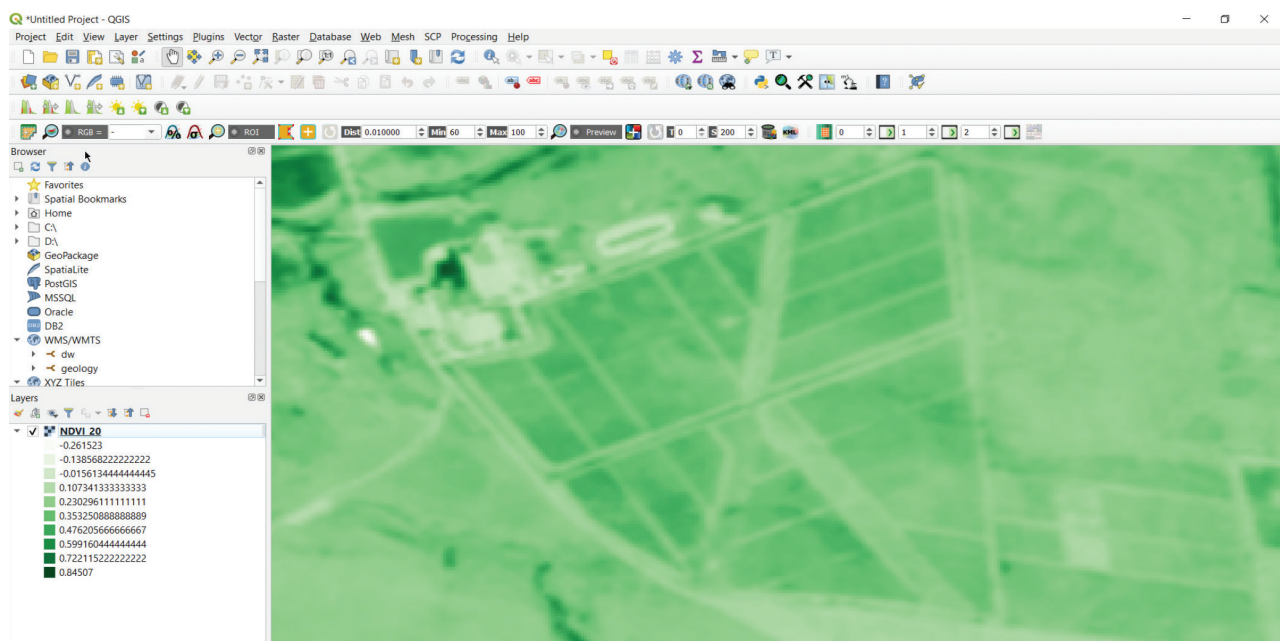 *Untitled Project - QGIS
Project Edit View Layer Settings Plugins Vector Raster Database Web Mesh SCP Processing Help
RGB = - ROI Dist 0.010000 Min 60 Max 100 Preview T 0 S 200 KML 0 1 2
Browser
Favorites
Spatial Bookmarks
Home
C:\
D:\
GeoPackage
SpatiaLite
PostGIS
MSSQL
Oracle
DB2
WMS/WMTS
dw
geology
XYZ Tiles
Layers
NDVI_20
-0.261523
-0.138568222222222
-0.0156134444444445
0.107341333333333
0.230296111111111
0.353250888888889
0.476205666666667
0.599160444444444
0.722115222222222
0.84507